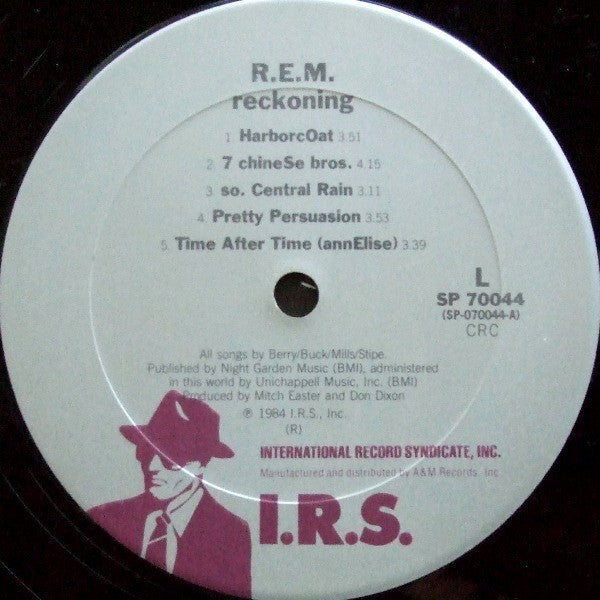 R.E.M.
reckoning
1. HarborcOat 3.51
2. 7 chineSe bros. 4.15
3. so. Central Rain 3.11
4. Pretty Persuasion 3.53
5. Time After Time (annElise) 3.39
L
SP 70044
(SP-070044-A)
CRC
All songs by Berry/Buck/Mills/Stipe.
Published by Night Garden Music (BMI), administered
in this world by Unichappell Music, Inc. (BMI)
Produced by Mitch Easter and Don Dixon
℗ 1984 I.R.S., Inc.
(R)
INTERNATIONAL RECORD SYNDICATE, INC.
Manufactured and distributed by A&M Records, Inc.
I.R.S.